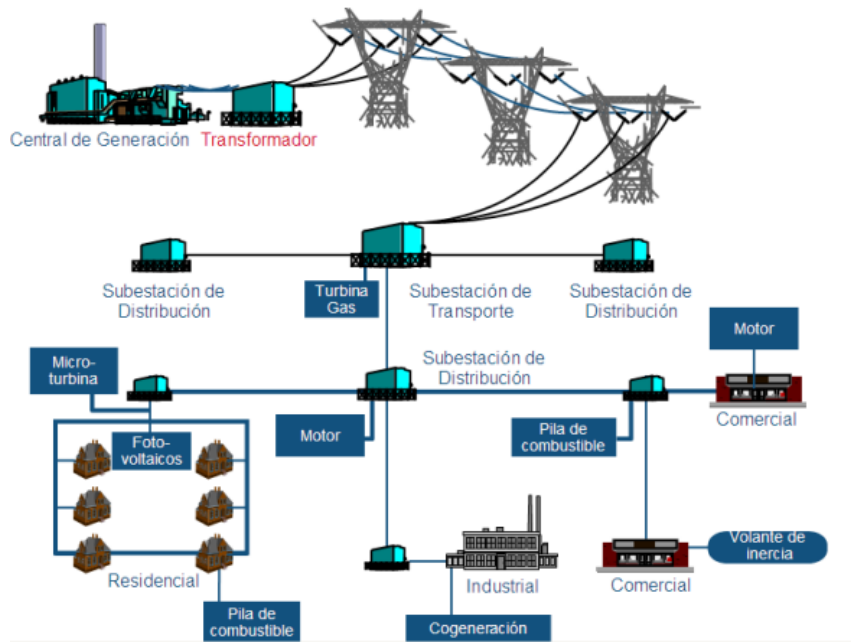 Central de Generación
Transformador
Subestación de
Distribución
Turbina
Gas
Subestación de
Transporte
Subestación de
Distribución
Motor
Micro-
turbina
Subestación de
Distribución
Foto-
voltaicos
Motor
Pila de
combustible
Comercial
Residencial
Industrial
Comercial
Volante de
inercia
Pila de
combustible
Cogeneración